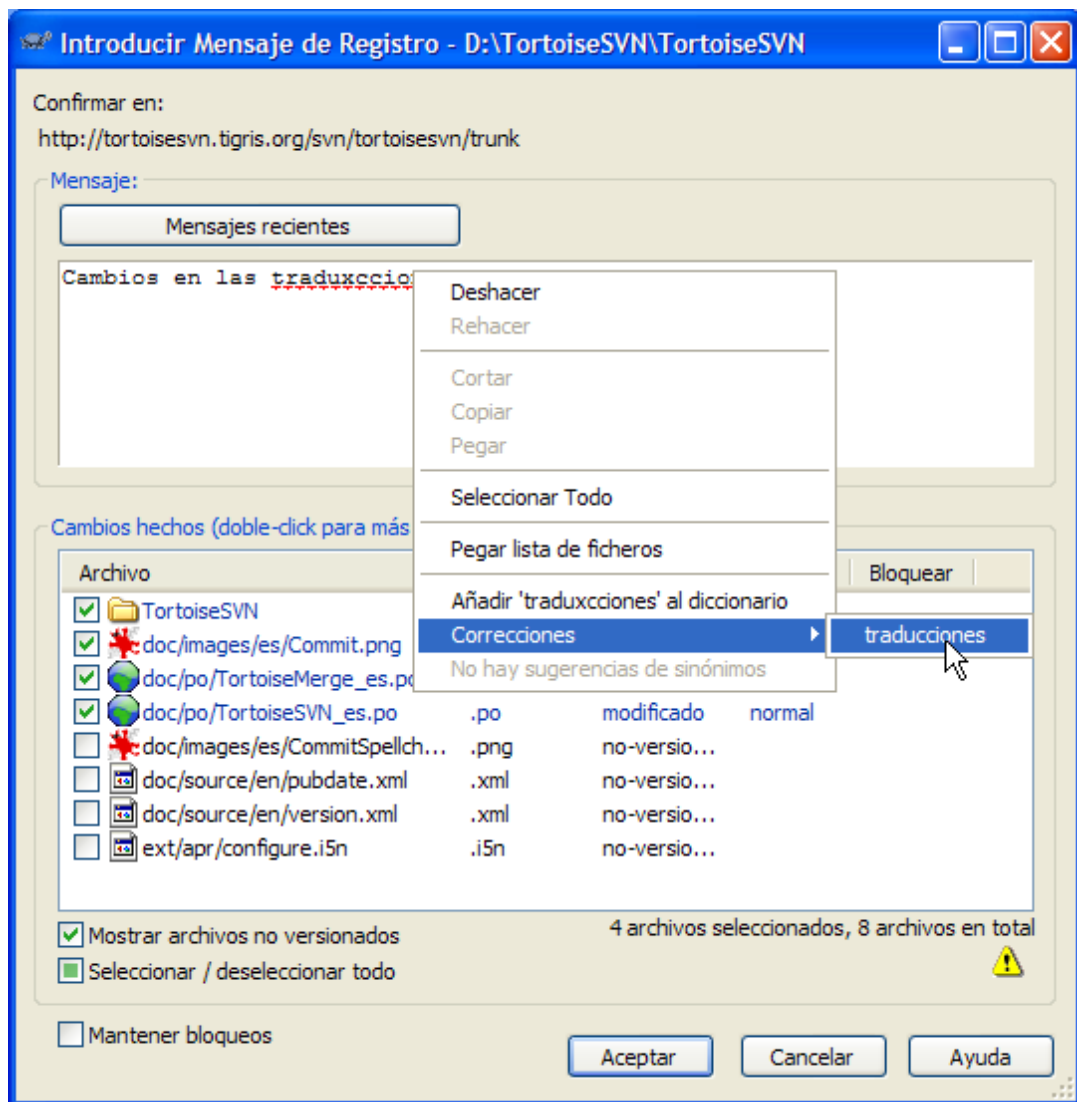 Introducir Mensaje de Registro - D:\TortoiseSVN\TortoiseSVN
Confirmar en:
http://tortoisesvn.tigris.org/svn/tortoisesvn/trunk
Mensaje:
Mensajes recientes
Cambios en las traduxccio
Deshacer
Rehacer
Cortar
Copiar
Pegar
Seleccionar Todo
Pegar lista de ficheros
Añadir 'traduxcciones' al diccionario
Correcciones
traducciones
No hay sugerencias de sinónimos
Cambios hechos (doble-click para más
Archivo Bloquear
TortoiseSVN
doc/images/es/Commit.png
doc/po/TortoiseMerge_es.po
doc/po/TortoiseSVN_es.po .po modificado normal
doc/images/es/CommitSpellch... .png no-versio...
doc/source/en/pubdate.xml .xml no-versio...
doc/source/en/version.xml .xml no-versio...
ext/apr/configure.i5n .i5n no-versio...
Mostrar archivos no versionados
4 archivos seleccionados, 8 archivos en total
Seleccionar / deseleccionar todo
Mantener bloqueos
Aceptar Cancelar Ayuda